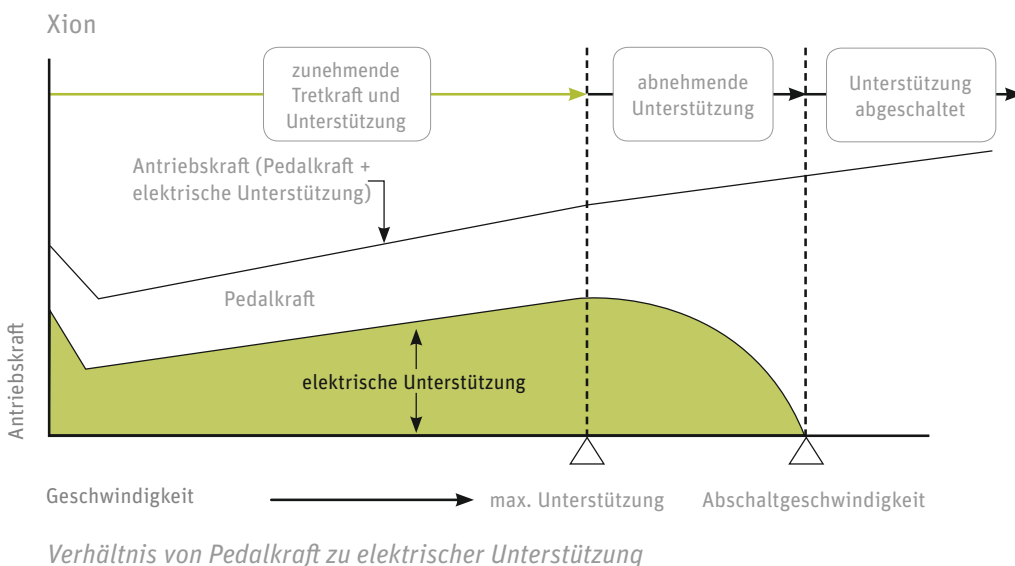 Xion
zunehmende
Tretkraft und
Unterstützung
abnehmende
Unterstützung
Unterstützung
abgeschaltet
Antriebskraft (Pedalkraft +
elektrische Unterstützung)
Pedalkraft
elektrische Unterstützung
Antriebskraft
Geschwindigkeit
max. Unterstützung
Abschaltgeschwindigkeit
Verhältnis von Pedalkraft zu elektrischer Unterstützung